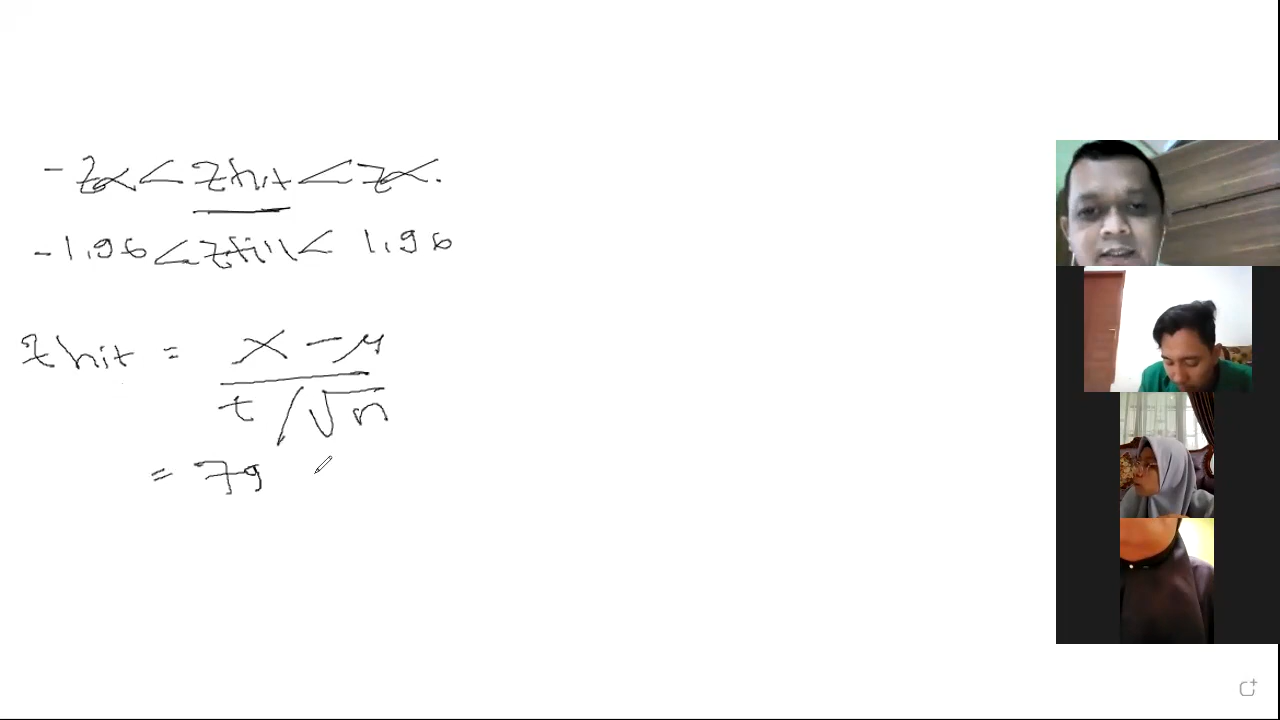 -zα < zhit < zα.
-1.96 < zhit < 1.96
zhit = x - μ
t / √n
= 79